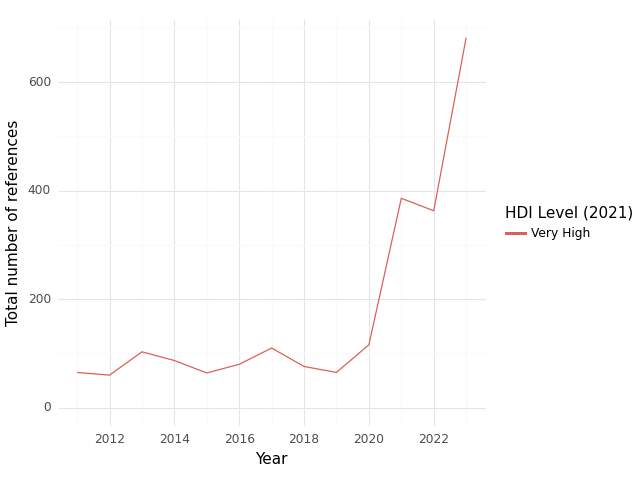 600
400
200
0
2012 2014 2016 2018 2020 2022
Year
Total number of references
HDI Level (2021)
Very High